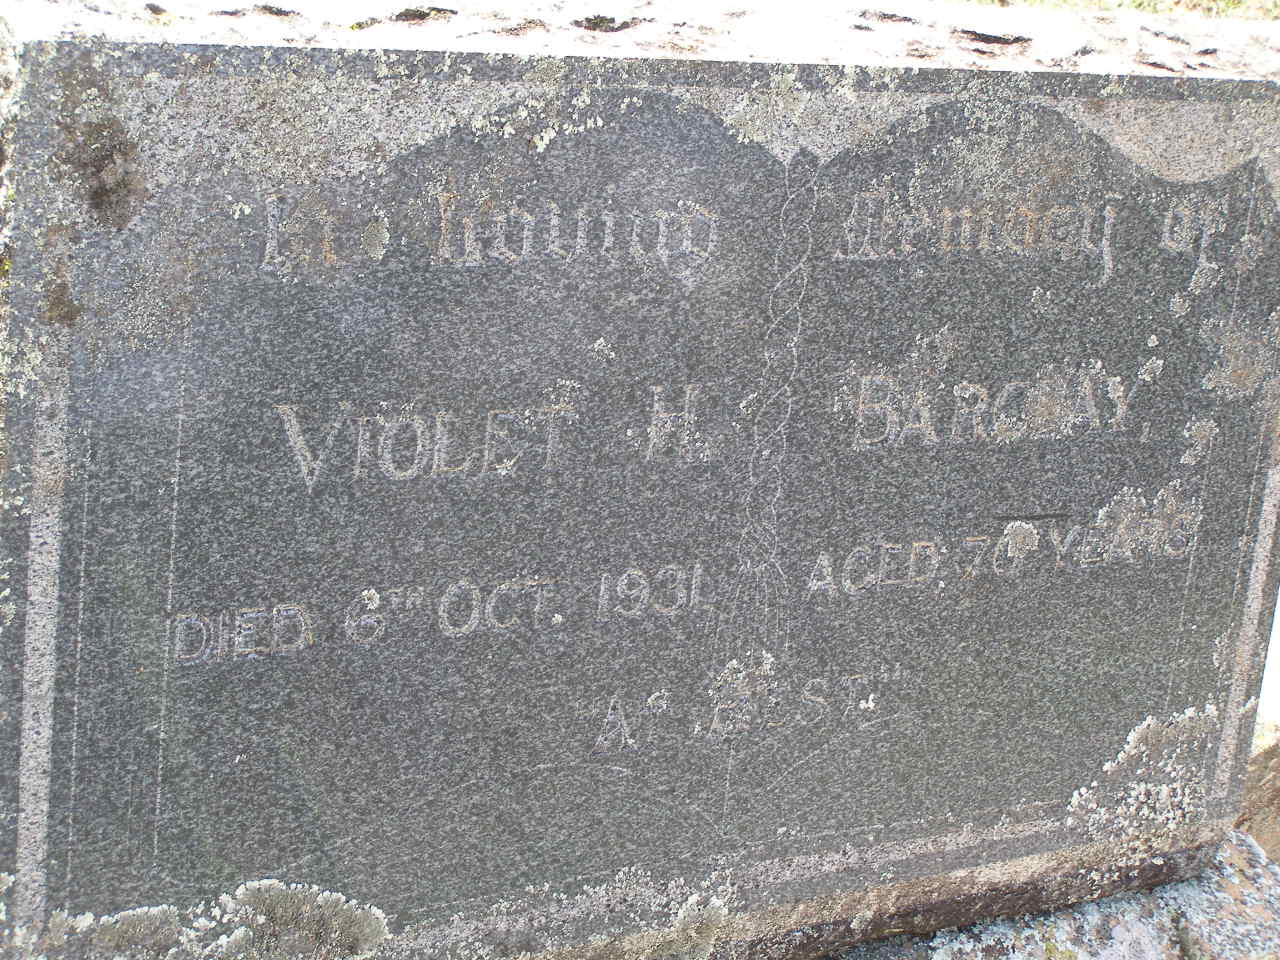 In Loving Memory of
VIOLET H. BARCLAY,
DIED 6TH OCT. 1931 AGED 70 YEARS
"AT REST."